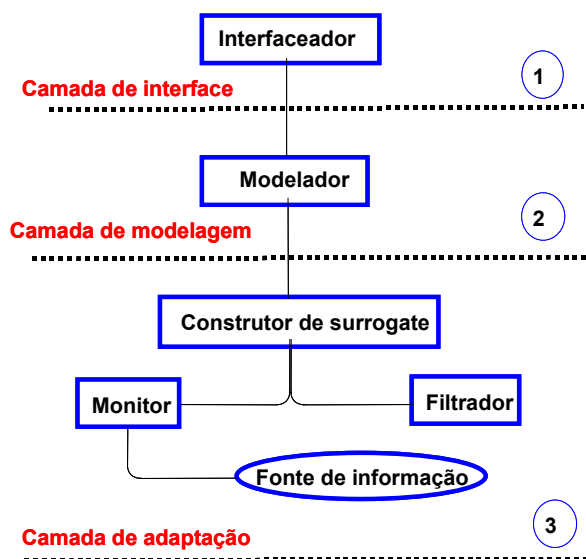 Interfaceador
Camada de interface
1
Modelador
Camada de modelagem
2
Construtor de surrogate
Monitor
Filtrador
Fonte de informação
Camada de adaptação
3